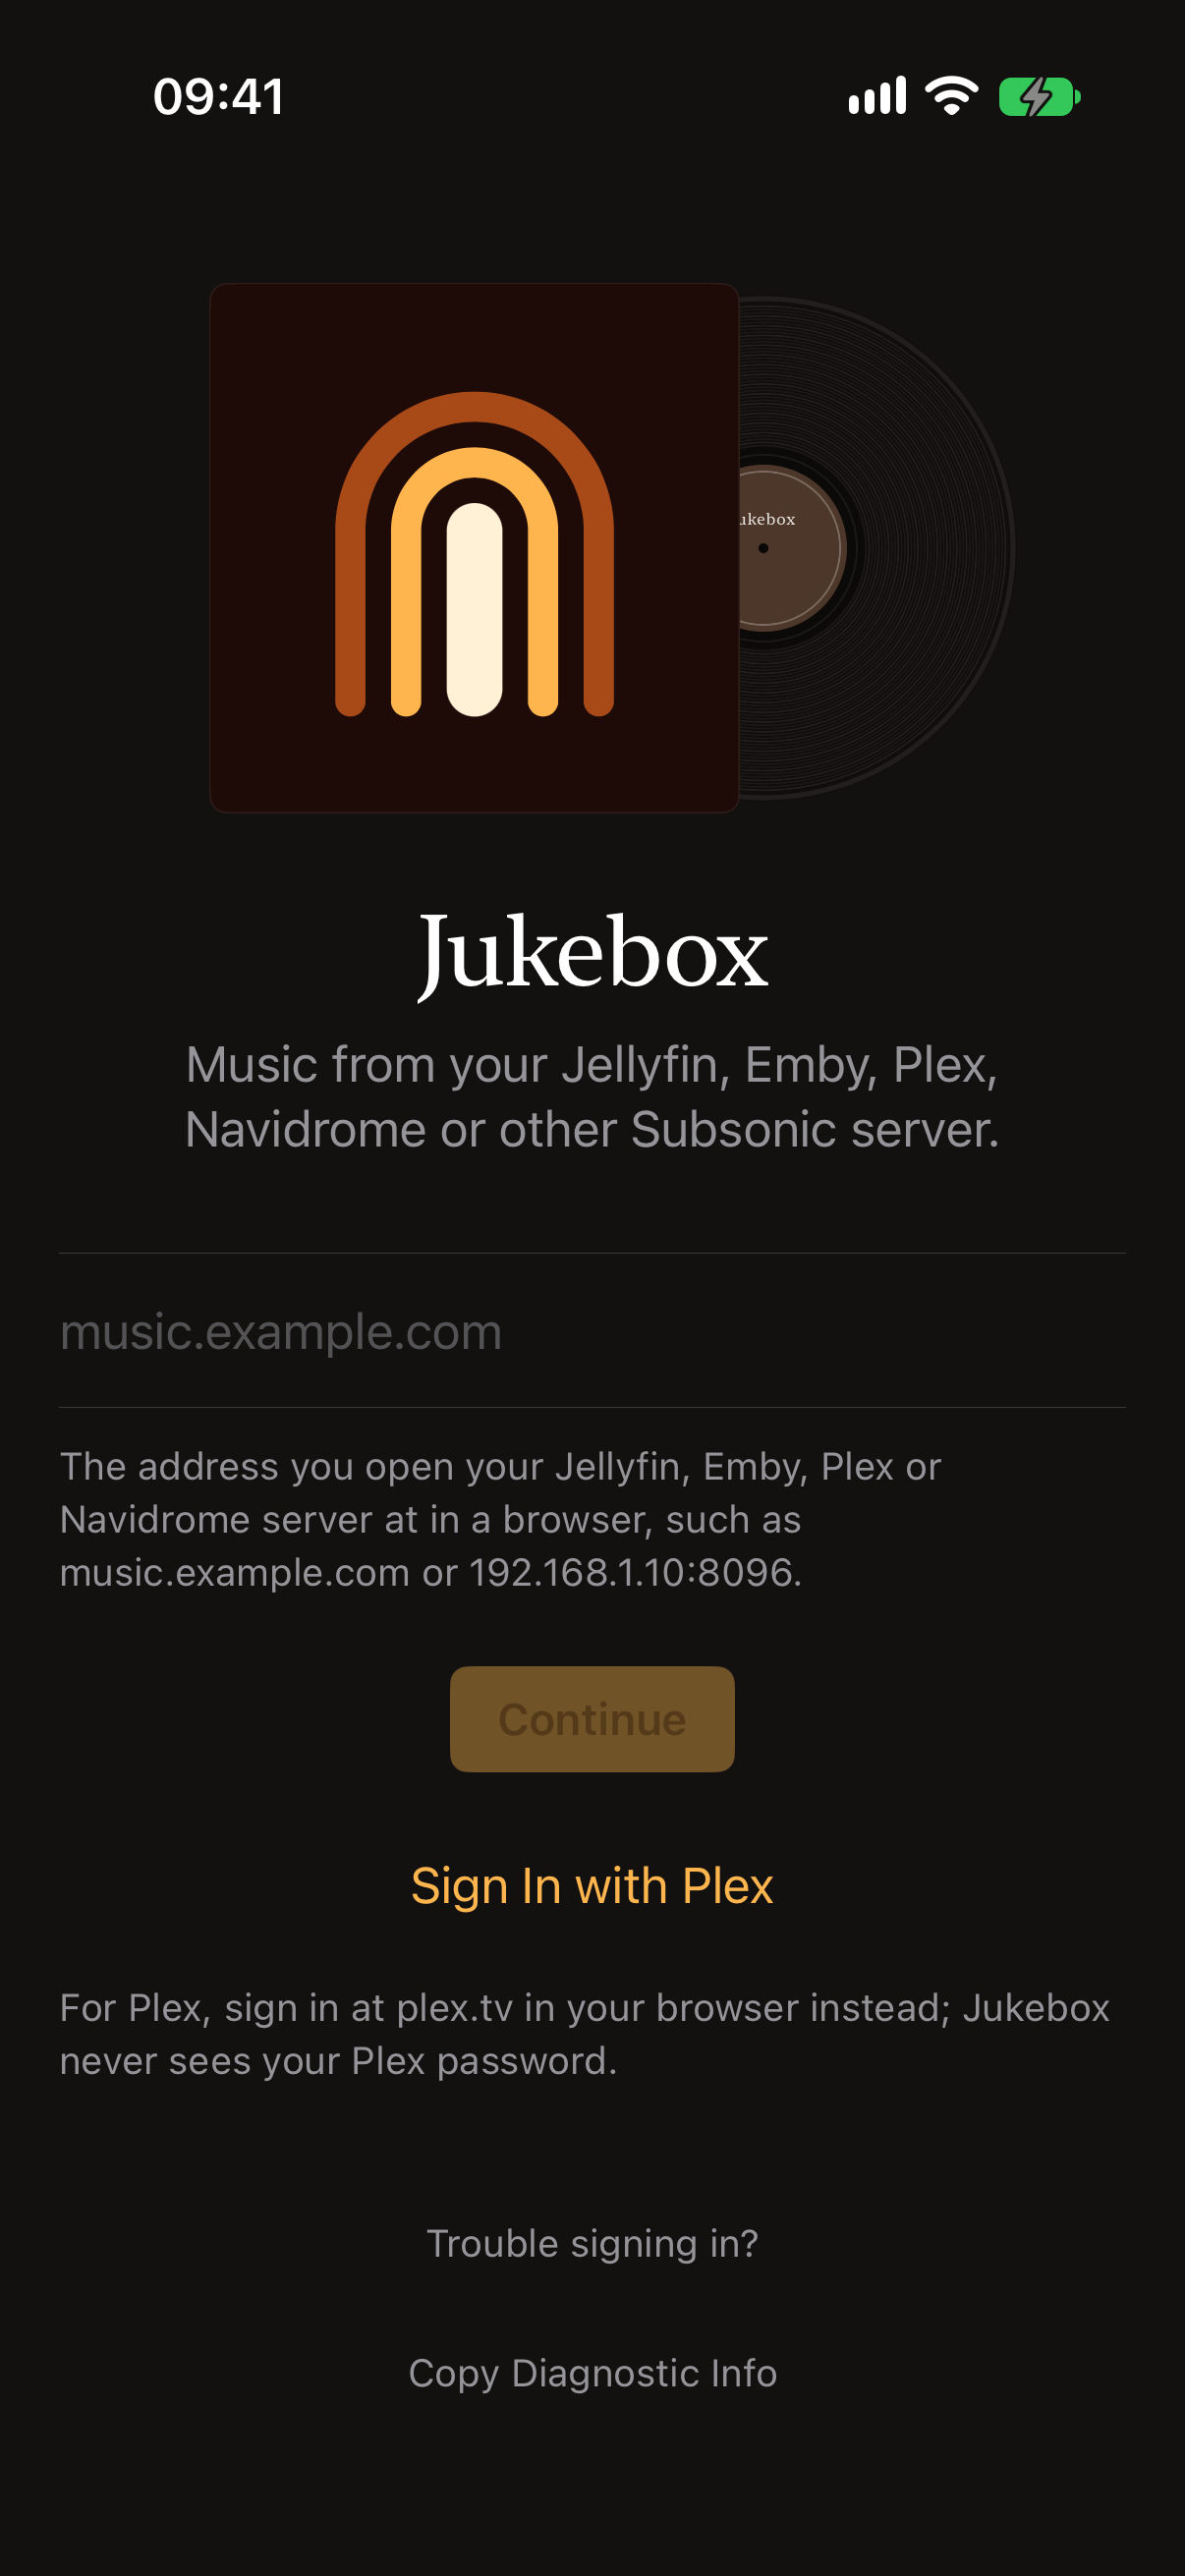 09:41
ukebox
Jukebox
Music from your Jellyfin, Emby, Plex,
Navidrome or other Subsonic server.
music.example.com
The address you open your Jellyfin, Emby, Plex or
Navidrome server at in a browser, such as
music.example.com or 192.168.1.10:8096.
Continue
Sign In with Plex
For Plex, sign in at plex.tv in your browser instead; Jukebox
never sees your Plex password.
Trouble signing in?
Copy Diagnostic Info